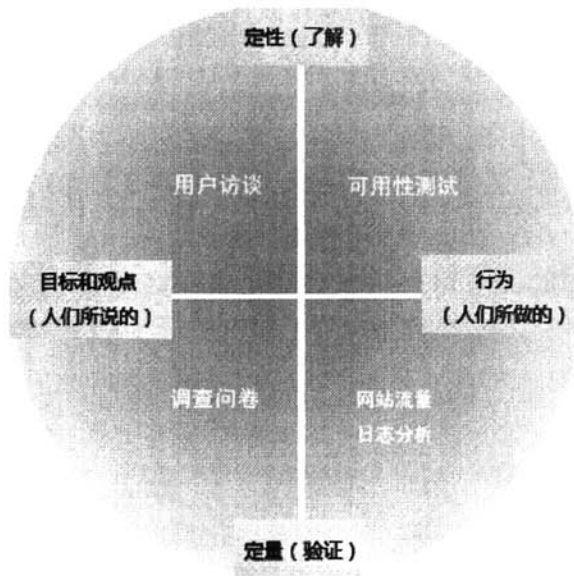 定性（了解）
用户访谈
可用性测试
目标和观点
（人们所说的）
行为
（人们所做的）
调查问卷
网站流量
日志分析
定量（验证）